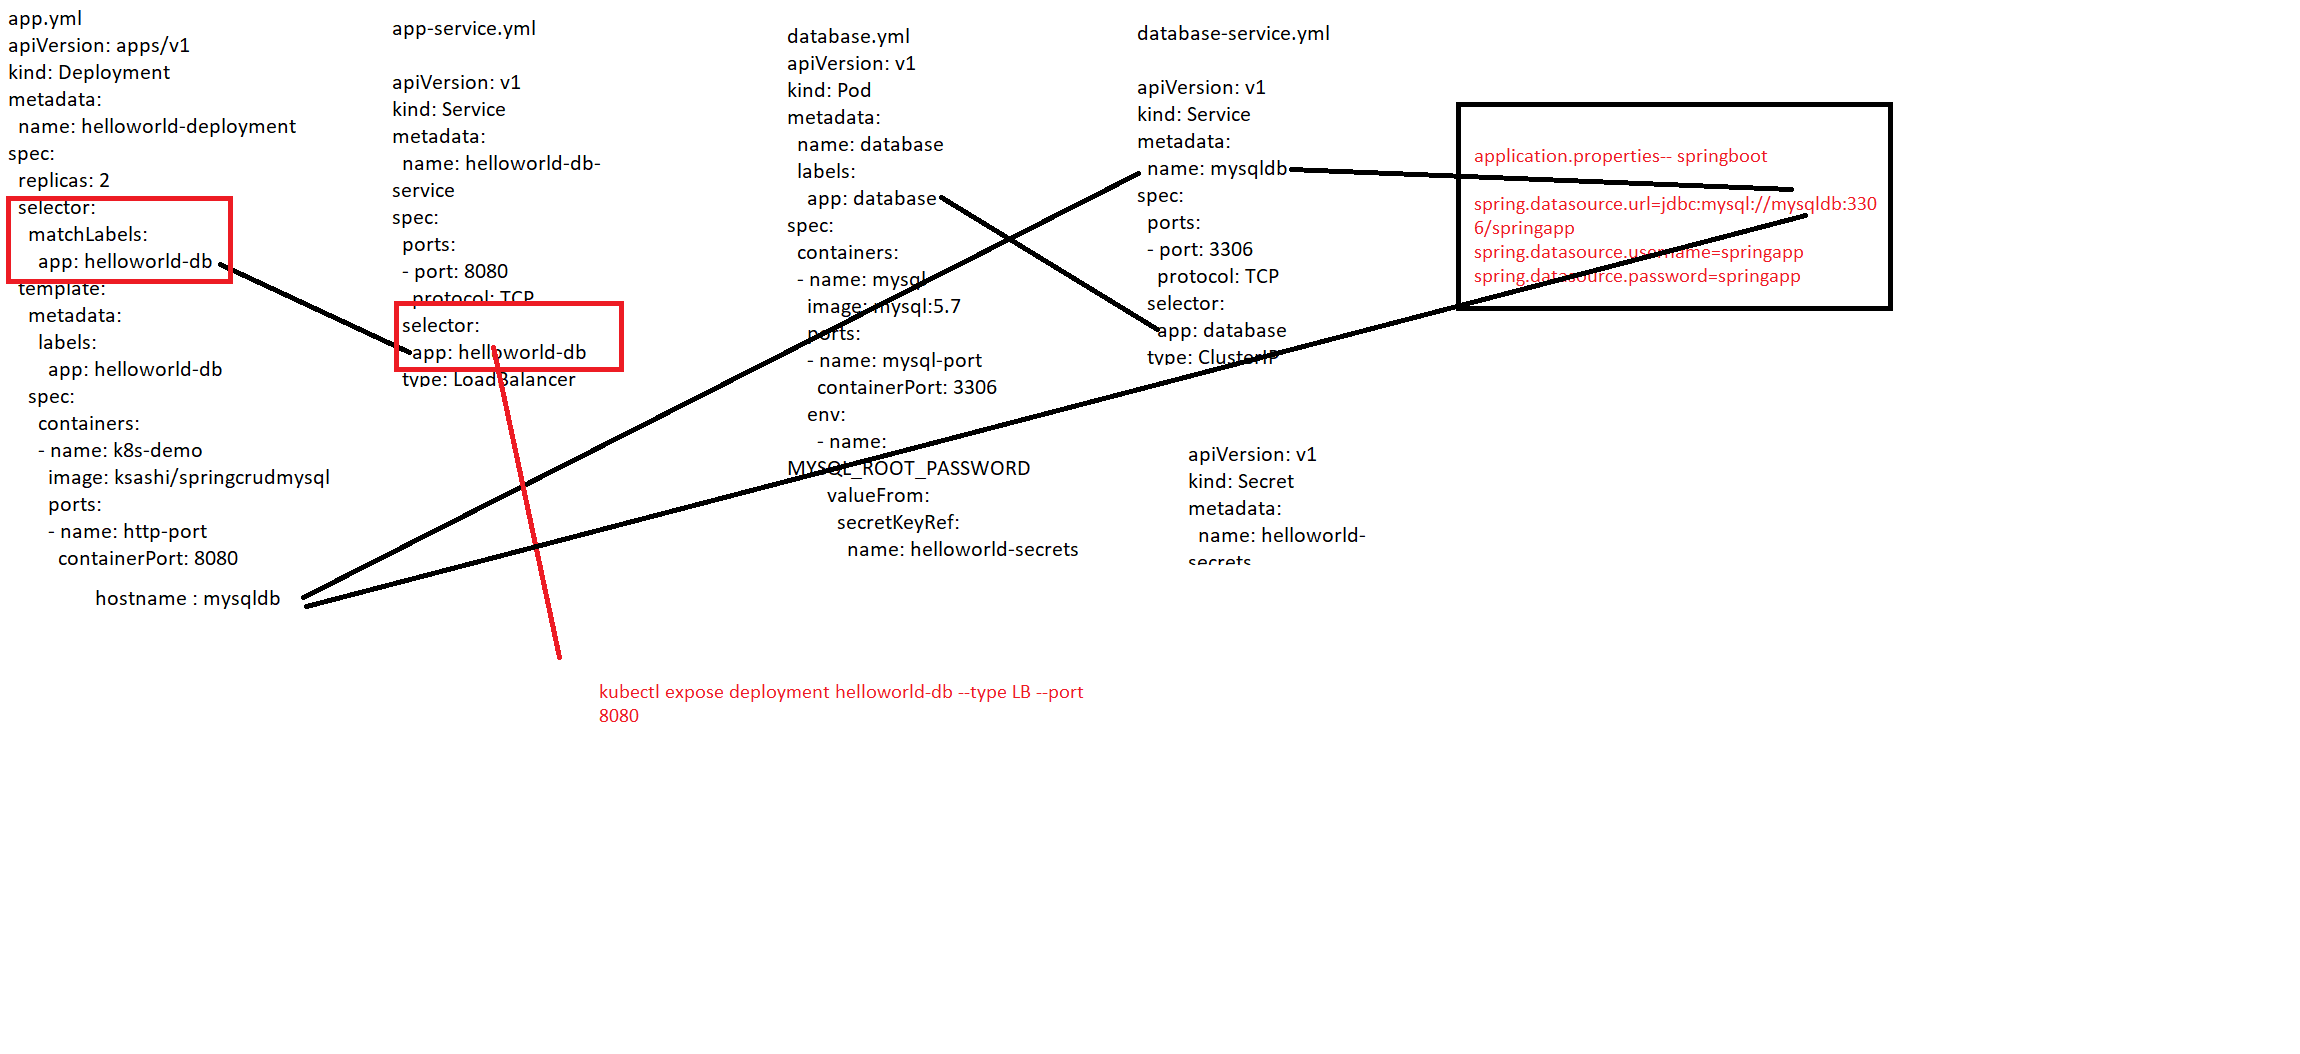 app.yml
apiVersion: apps/v1
kind: Deployment
metadata:
  name: helloworld-deployment
spec:
  replicas: 2
  selector:
    matchLabels:
      app: helloworld-db
  template:
    metadata:
      labels:
        app: helloworld-db
    spec:
      containers:
      - name: k8s-demo
        image: ksashi/springcrudmysql
        ports:
        - name: http-port
          containerPort: 8080
hostname : mysqldb
app-service.yml
apiVersion: v1
kind: Service
metadata:
  name: helloworld-db-
service
spec:
  ports:
  - port: 8080
    protocol: TCP
  selector:
    app: helloworld-db
  type: LoadBalancer
database.yml
apiVersion: v1
kind: Pod
metadata:
  name: database
  labels:
    app: database
spec:
  containers:
  - name: mysql
    image: mysql:5.7
    ports:
    - name: mysql-port
      containerPort: 3306
    env:
      - name:
MYSQL_ROOT_PASSWORD
        valueFrom:
          secretKeyRef:
            name: helloworld-secrets
database-service.yml
apiVersion: v1
kind: Service
metadata:
  name: mysqldb
spec:
  ports:
  - port: 3306
    protocol: TCP
  selector:
    app: database
  type: ClusterIP
apiVersion: v1
kind: Secret
metadata:
  name: helloworld-
secrets
application.properties-- springboot
spring.datasource.url=jdbc:mysql://mysqldb:330
6/springapp
spring.datasource.username=springapp
spring.datasource.password=springapp
kubectl expose deployment helloworld-db --type LB --port
8080